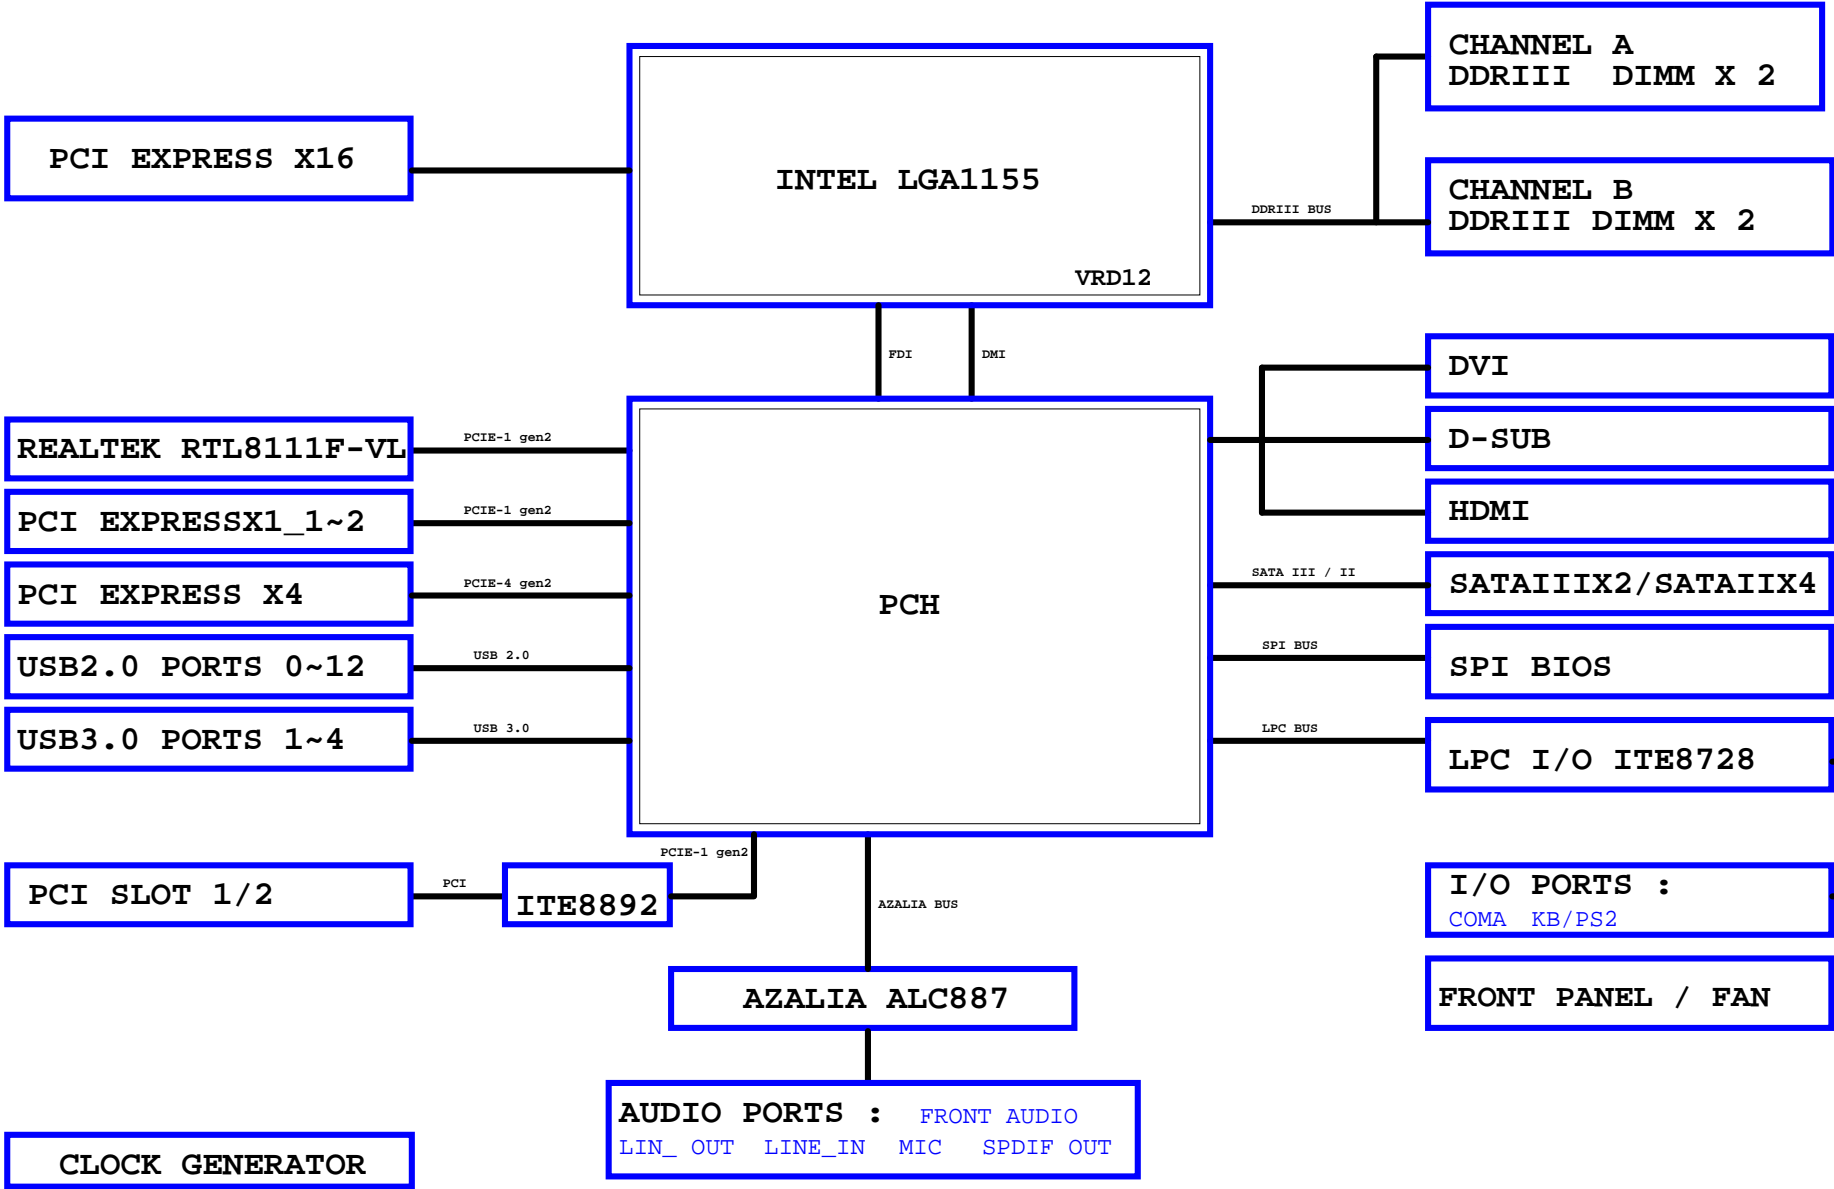 CHANNEL A
DDRIII DIMM X 2
PCI EXPRESS X16
INTEL LGA1155
VRD12
DDRIII BUS
CHANNEL B
DDRIII DIMM X 2
FDI
DMI
DVI
D-SUB
HDMI
REALTEK RTL8111F-VL
PCIE-1 gen2
PCI EXPRESSX1_1~2
PCIE-1 gen2
PCI EXPRESS X4
PCIE-4 gen2
USB2.0 PORTS 0~12
USB 2.0
USB3.0 PORTS 1~4
USB 3.0
PCH
SATA III / II
SATAIIIX2/SATAIIX4
SPI BUS
SPI BIOS
LPC BUS
LPC I/O ITE8728
PCI SLOT 1/2
PCI
ITE8892
PCIE-1 gen2
AZALIA BUS
I/O PORTS :
COMA KB/PS2
AZALIA ALC887
FRONT PANEL / FAN
AUDIO PORTS : FRONT AUDIO
LIN_ OUT LINE_IN MIC SPDIF OUT
CLOCK GENERATOR